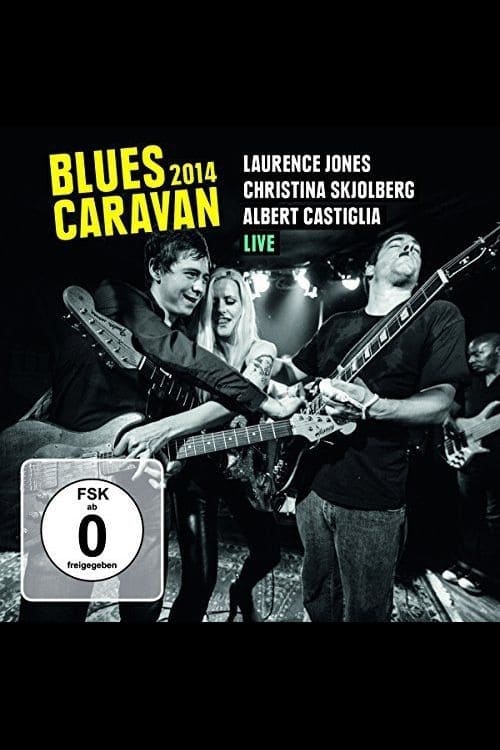 BLUES 2014
CARAVAN
LAURENCE JONES
CHRISTINA SKJOLBERG
ALBERT CASTIGLIA
LIVE
FSK
ab
0
freigegeben